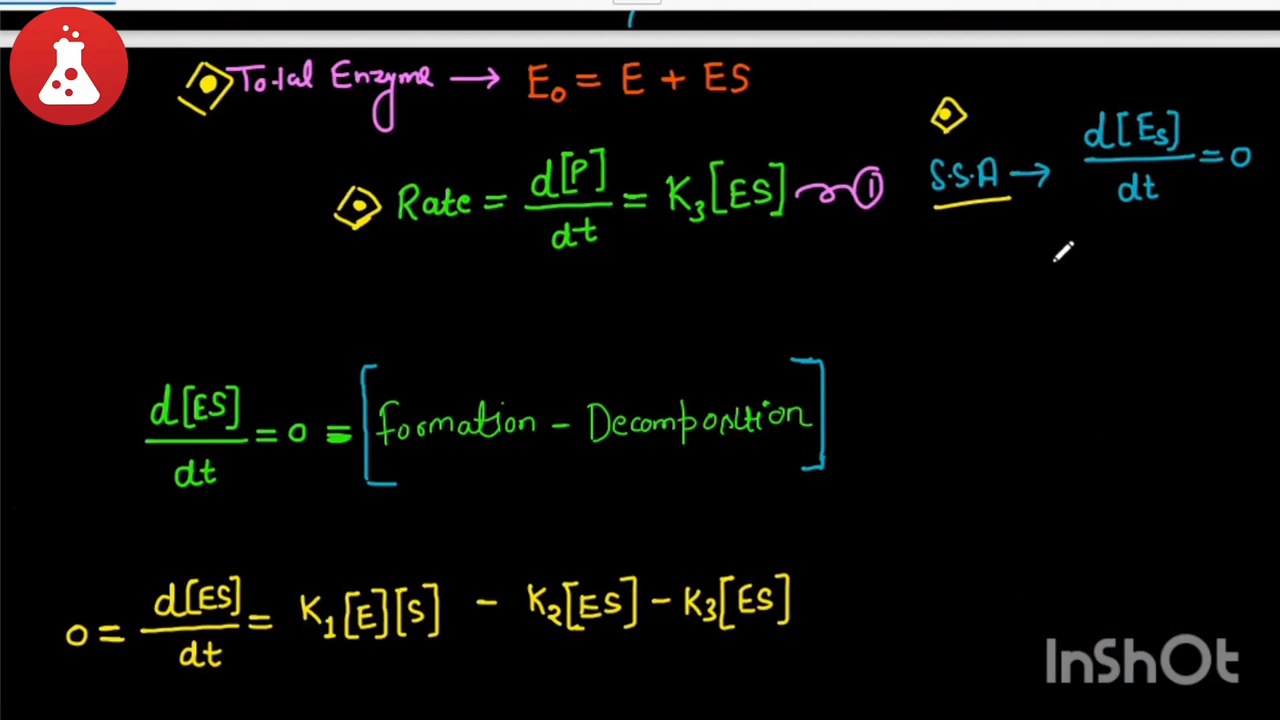 Total Enzyme → E₀ = E + ES
Rate = d[P]/dt = K₃[ES] ①
S.S.A → d[Es]/dt = 0
d[ES]/dt = 0 = [Formation - Decomposition]
0 = d[ES]/dt = K₁[E][S] - K₂[ES] - K₃[ES]
InShOt